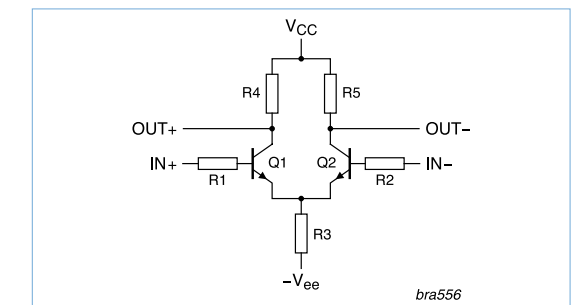 VCC
R4 R5
OUT+ OUT−
IN+ Q1 Q2 IN−
R1 R2
R3
−Vee
bra556